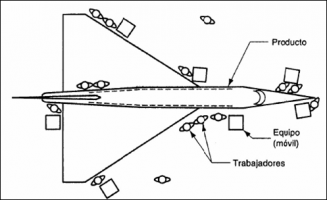 Producto
Equipo
(móvil)
Trabajadores